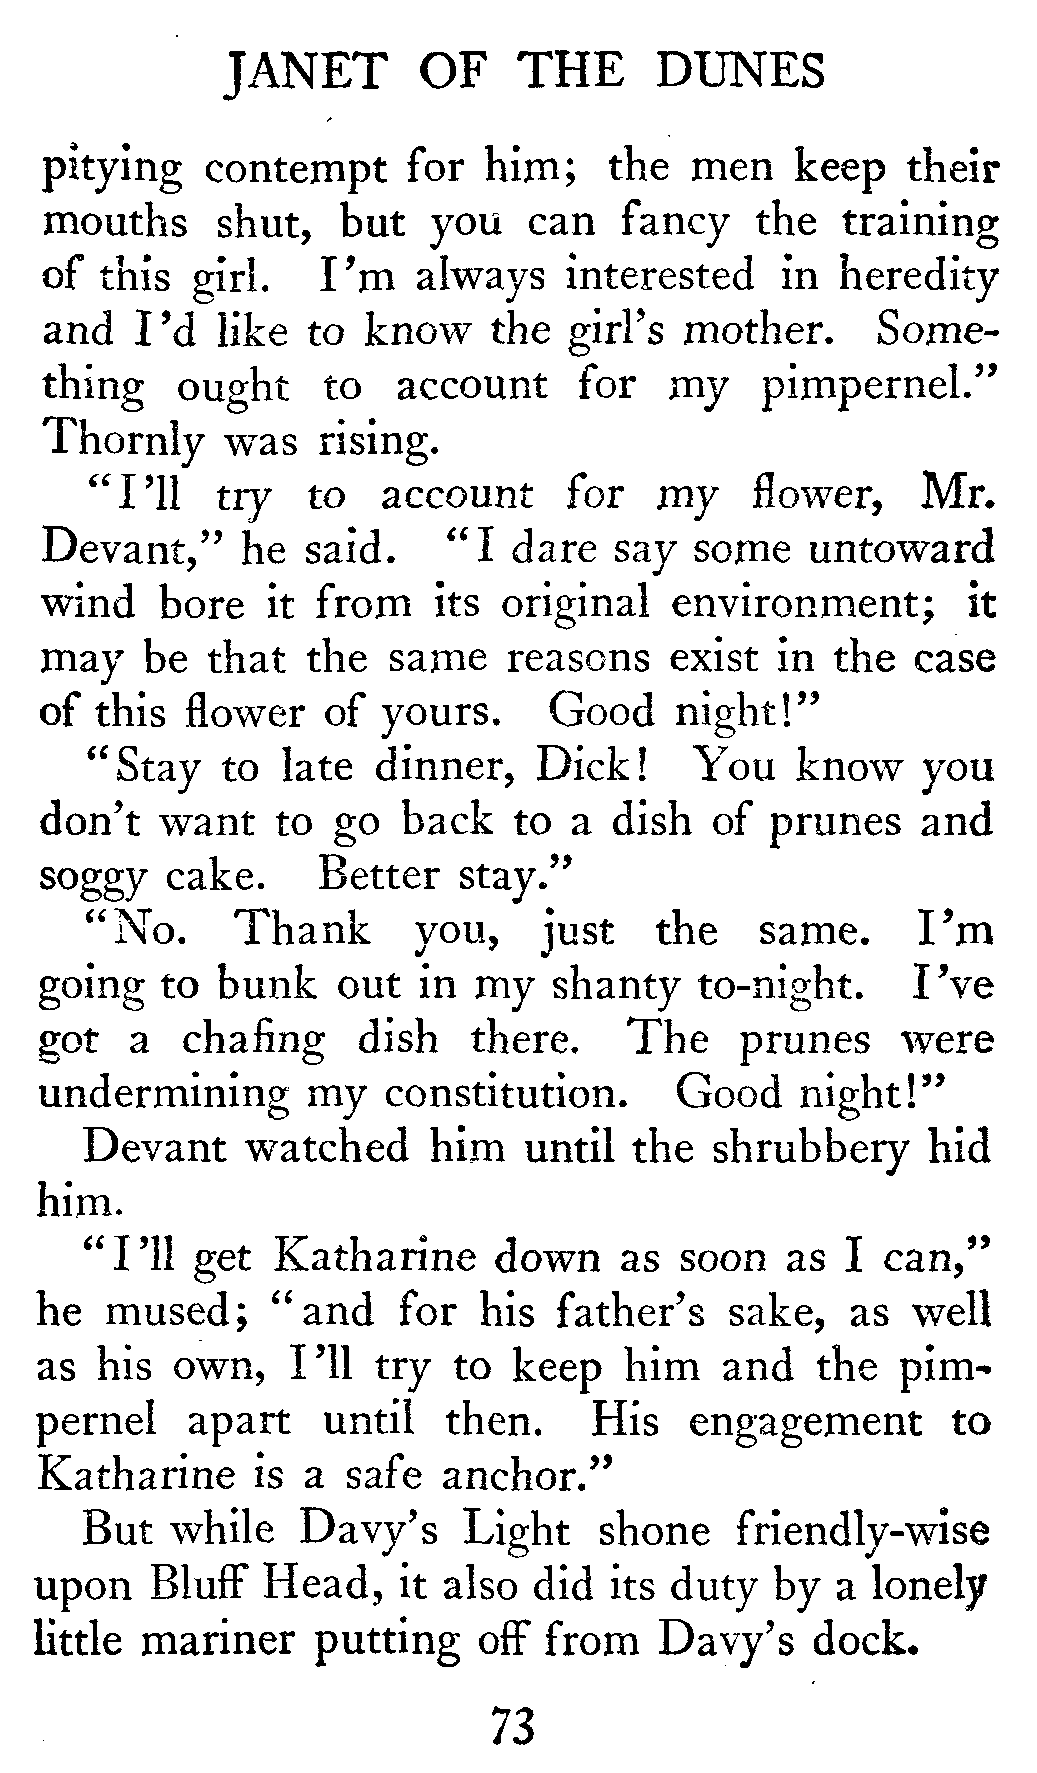 JANET OF THE DUNES
pitying contempt for him; the men keep their
mouths shut, but you can fancy the training
of this girl. I'm always interested in heredity
and I'd like to know the girl's mother. Some-
thing ought to account for my pimpernel."
Thornly was rising.
"I'll try to account for my flower, Mr.
Devant," he said. "I dare say some untoward
wind bore it from its original environment; it
may be that the same reasons exist in the case
of this flower of yours. Good night!"
"Stay to late dinner, Dick! You know you
don't want to go back to a dish of prunes and
soggy cake. Better stay."
"No. Thank you, just the same. I'm
going to bunk out in my shanty to-night. I've
got a chafing dish there. The prunes were
undermining my constitution. Good night!"
Devant watched him until the shrubbery hid
him.
"I'll get Katharine down as soon as I can,"
he mused; "and for his father's sake, as well
as his own, I'll try to keep him and the pim-
pernel apart until then. His engagement to
Katharine is a safe anchor."
But while Davy's Light shone friendly-wise
upon Bluff Head, it also did its duty by a lonely
little mariner putting off from Davy's dock.
73